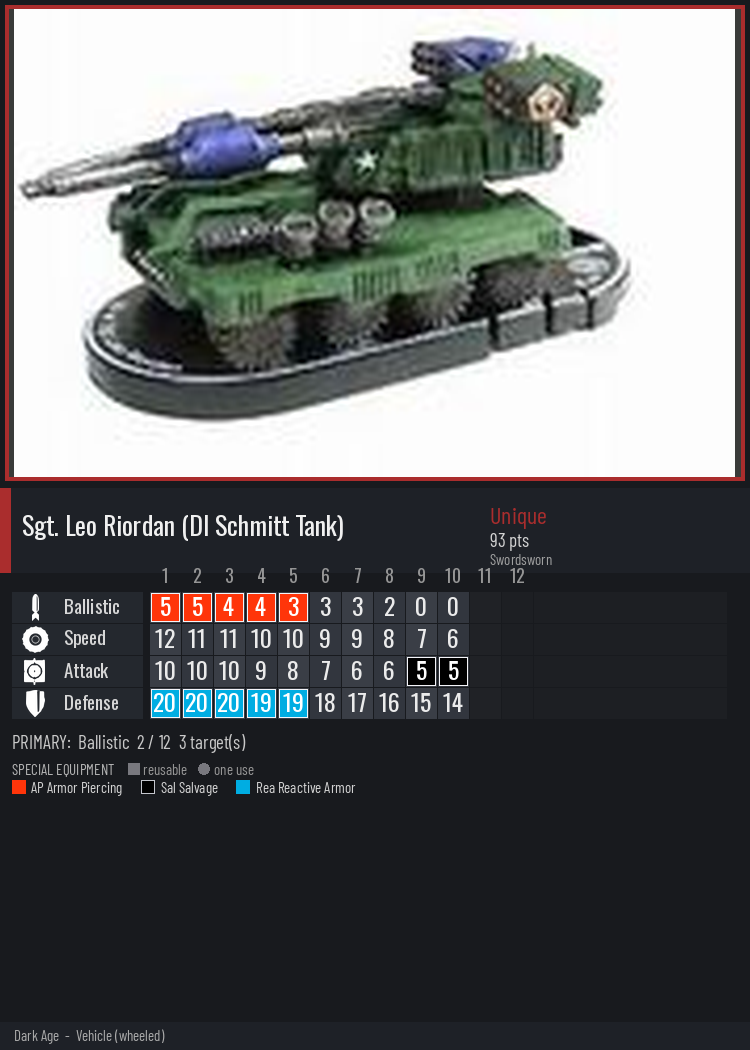 Sgt. Leo Riordan (DI Schmitt Tank)
Unique
93 pts
Swordsworn
1 2 3 4 5 6 7 8 9 10 11 12
Ballistic 5 5 4 4 3 3 3 2 0 0
Speed 12 11 11 10 10 9 9 8 7 6
Attack 10 10 10 9 8 7 6 6 5 5
Defense 20 20 20 19 19 18 17 16 15 14
PRIMARY: Ballistic 2 / 12 3 target(s)
SPECIAL EQUIPMENT reusable one use
AP Armor Piercing Sal Salvage Rea Reactive Armor
Dark Age - Vehicle (wheeled)